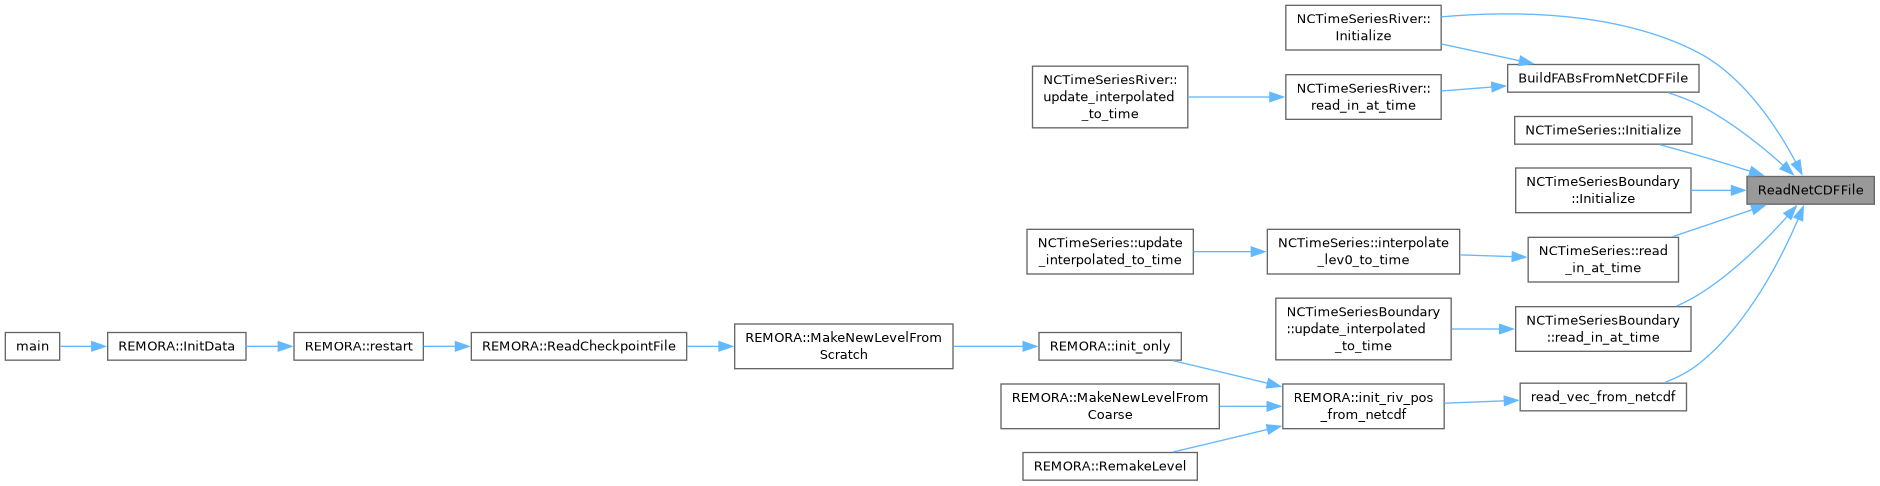 NCTimeSeriesRiver::
Initialize
NCTimeSeriesRiver::
update_interpolated
_to_time
NCTimeSeriesRiver::
read_in_at_time
BuildFABsFromNetCDFFile
NCTimeSeries::Initialize
NCTimeSeriesBoundary
::Initialize
ReadNetCDFFile
NCTimeSeries::update
_interpolated_to_time
NCTimeSeries::interpolate
_lev0_to_time
NCTimeSeries::read
_in_at_time
NCTimeSeriesBoundary
::update_interpolated
_to_time
NCTimeSeriesBoundary
::read_in_at_time
main
REMORA::InitData
REMORA::restart
REMORA::ReadCheckpointFile
REMORA::MakeNewLevelFrom
Scratch
REMORA::init_only
REMORA::MakeNewLevelFrom
Coarse
REMORA::init_riv_pos
_from_netcdf
read_vec_from_netcdf
REMORA::RemakeLevel